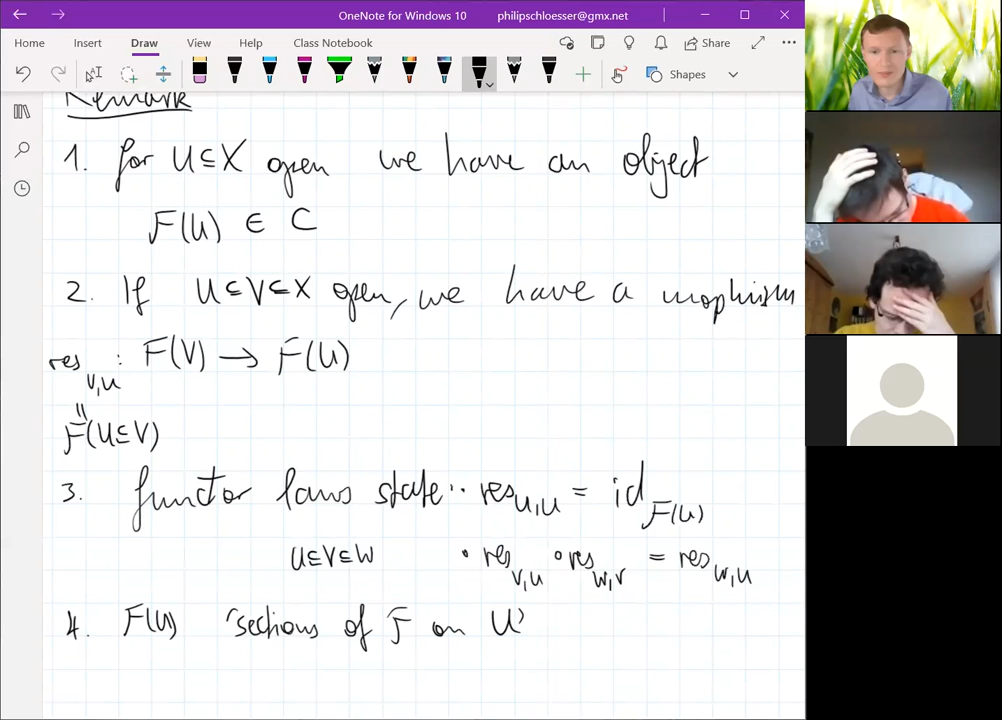 OneNote for Windows 10
philipschloesser@gmx.net
Home Insert Draw View Help Class Notebook Share
Shapes
Remark
1. for U⊆X open we have an object
F(U) ∈ C
2. If U⊆V⊆X open, we have a mophism
res_{V,U} : F(V) → F(U)
"
F(U⊆V)
3. functor laws state: • res_{U,U} = id_{F(U)}
U⊆V⊆W • res_{V,U} ∘ res_{W,V} = res_{W,U}
4. F(U) 'sections of F on U'